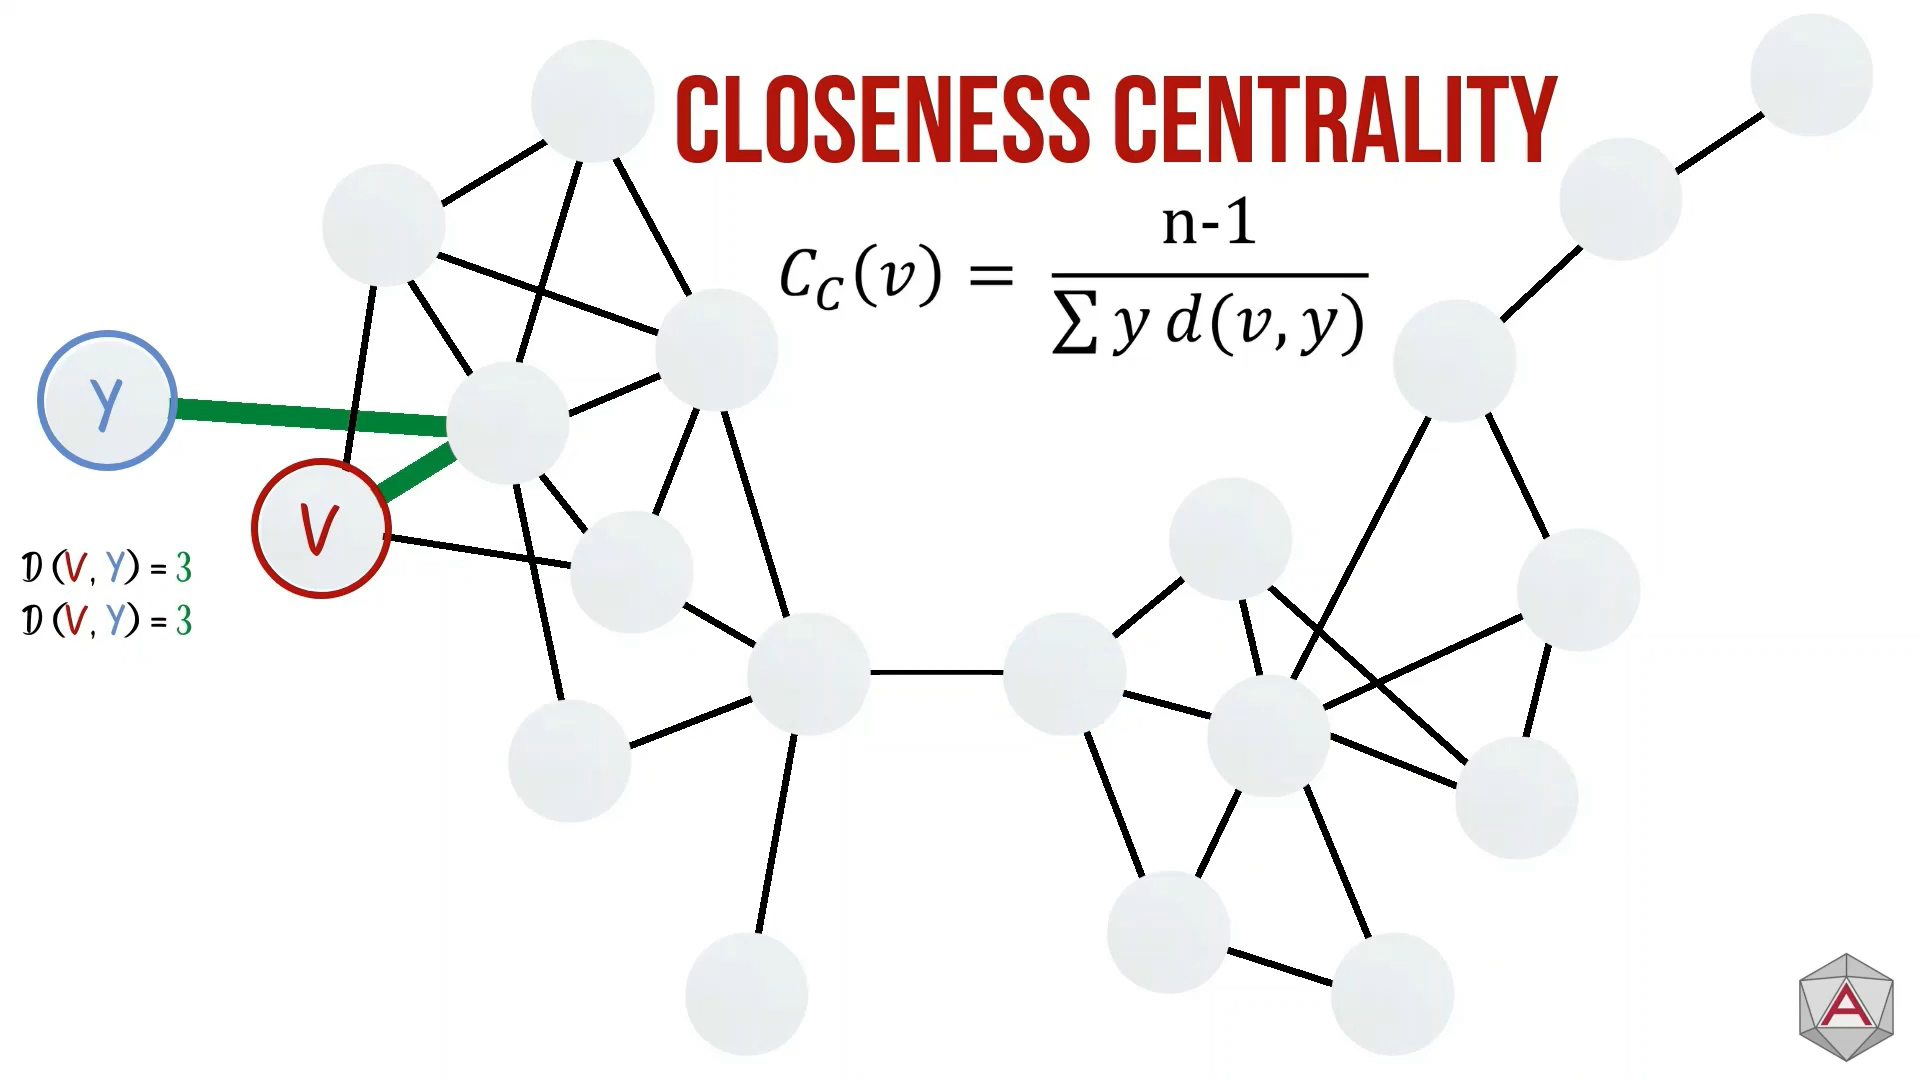 CLOSENESS CENTRALITY
n-1
C_C(v) =
∑ y d(v, y)
Y
V
D (V, Y) = 3
D (V, Y) = 3
A